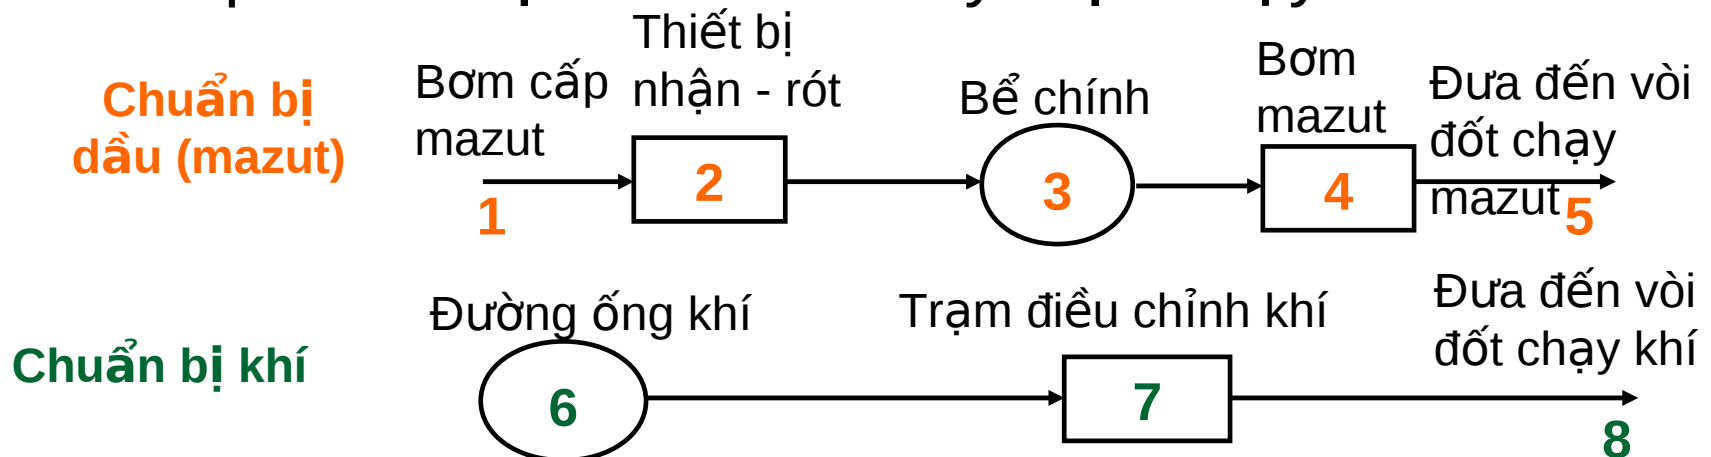 Chuẩn bị
dầu (mazut)
Bơm cấp
mazut
Thiết bị
nhận - rót
Bể chính
Bơm
mazut
Đưa đến vòi
đốt chạy
mazut
1
2
3
4
5
Chuẩn bị khí
Đường ống khí
Trạm điều chỉnh khí
Đưa đến vòi
đốt chạy khí
6
7
8